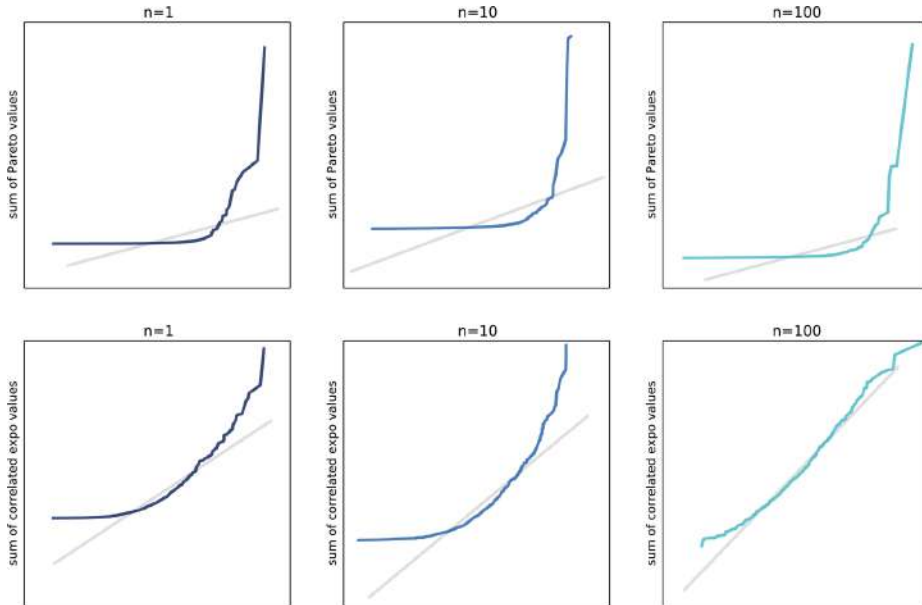 n=1
n=10
n=100
sum of Pareto values
sum of Pareto values
sum of Pareto values
n=1
n=10
n=100
sum of correlated expo values
sum of correlated expo values
sum of correlated expo values